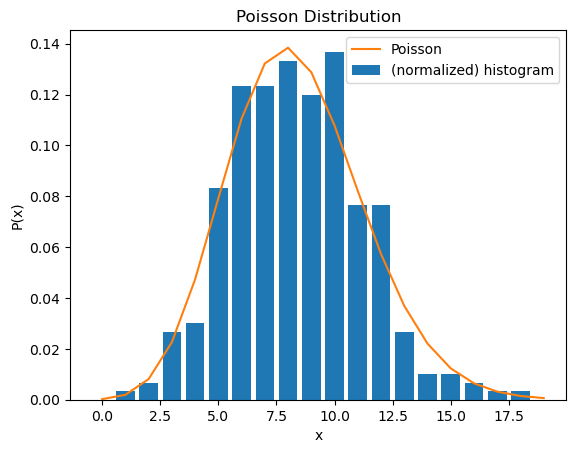 Poisson Distribution
Poisson
(normalized) histogram
0.14
0.12
0.10
0.08
0.06
0.04
0.02
0.00
P(x)
0.0 2.5 5.0 7.5 10.0 12.5 15.0 17.5
x